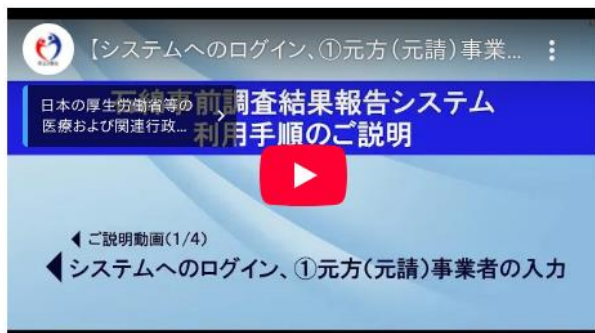 【システムへのログイン、①元方(元請)事業...
日本の厚生労働省等の
医療および関連行政...
前調査結果報告システム
利用手順のご説明
ご説明動画(1/4)
システムへのログイン、①元方(元請)事業者の入力